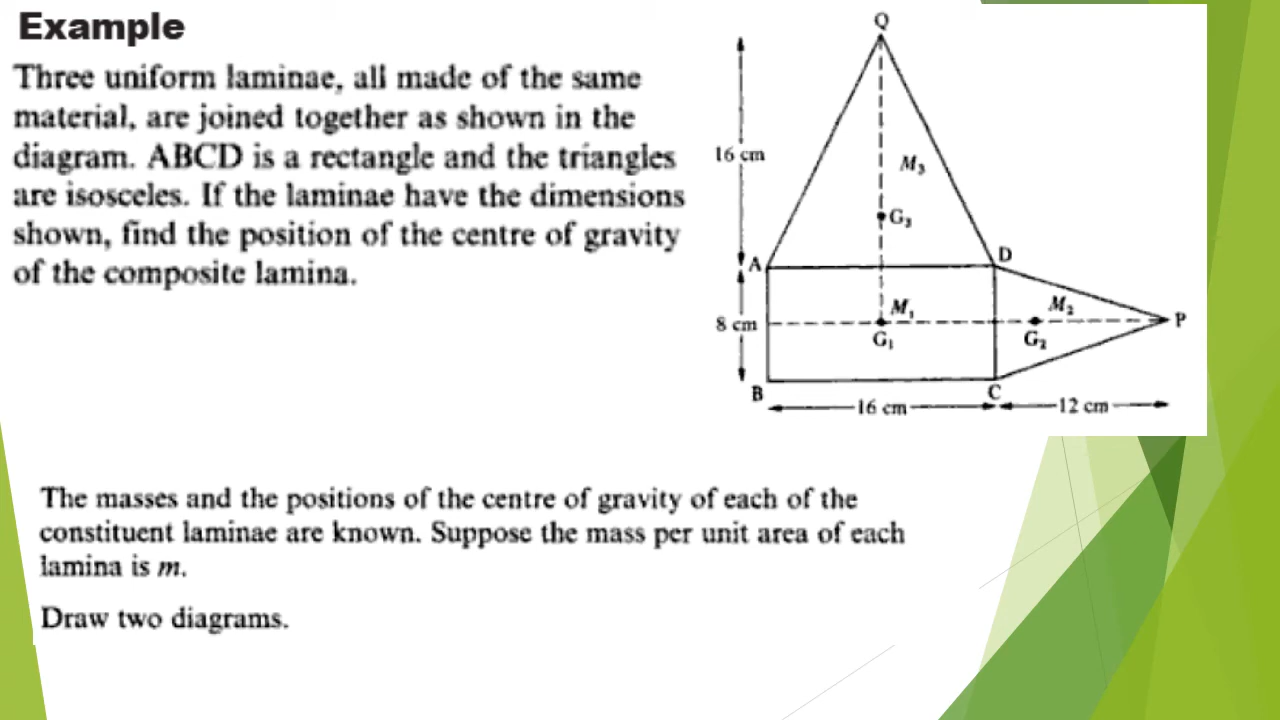 Example
Three uniform laminae, all made of the same
material, are joined together as shown in the
diagram. ABCD is a rectangle and the triangles
are isosceles. If the laminae have the dimensions
shown, find the position of the centre of gravity
of the composite lamina.
Q
16 cm
M₃
G₃
A
D
8 cm
M₁
G₁
M₂
G₂
P
B
C
16 cm
12 cm
The masses and the positions of the centre of gravity of each of the
constituent laminae are known. Suppose the mass per unit area of each
lamina is m.
Draw two diagrams.